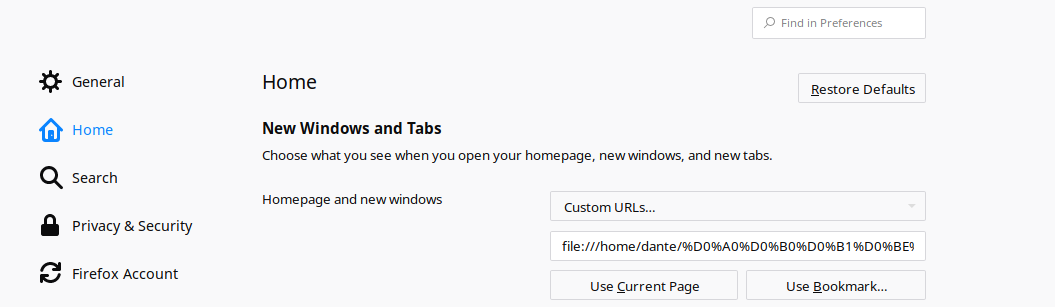 Find in Preferences
General
Home
Restore Defaults
Home
New Windows and Tabs
Choose what you see when you open your homepage, new windows, and new tabs.
Search
Homepage and new windows
Custom URLs...
Privacy & Security
file:///home/dante/%D0%A0%D0%B0%D0%B1%D0%BE%
Firefox Account
Use Current Page
Use Bookmark...